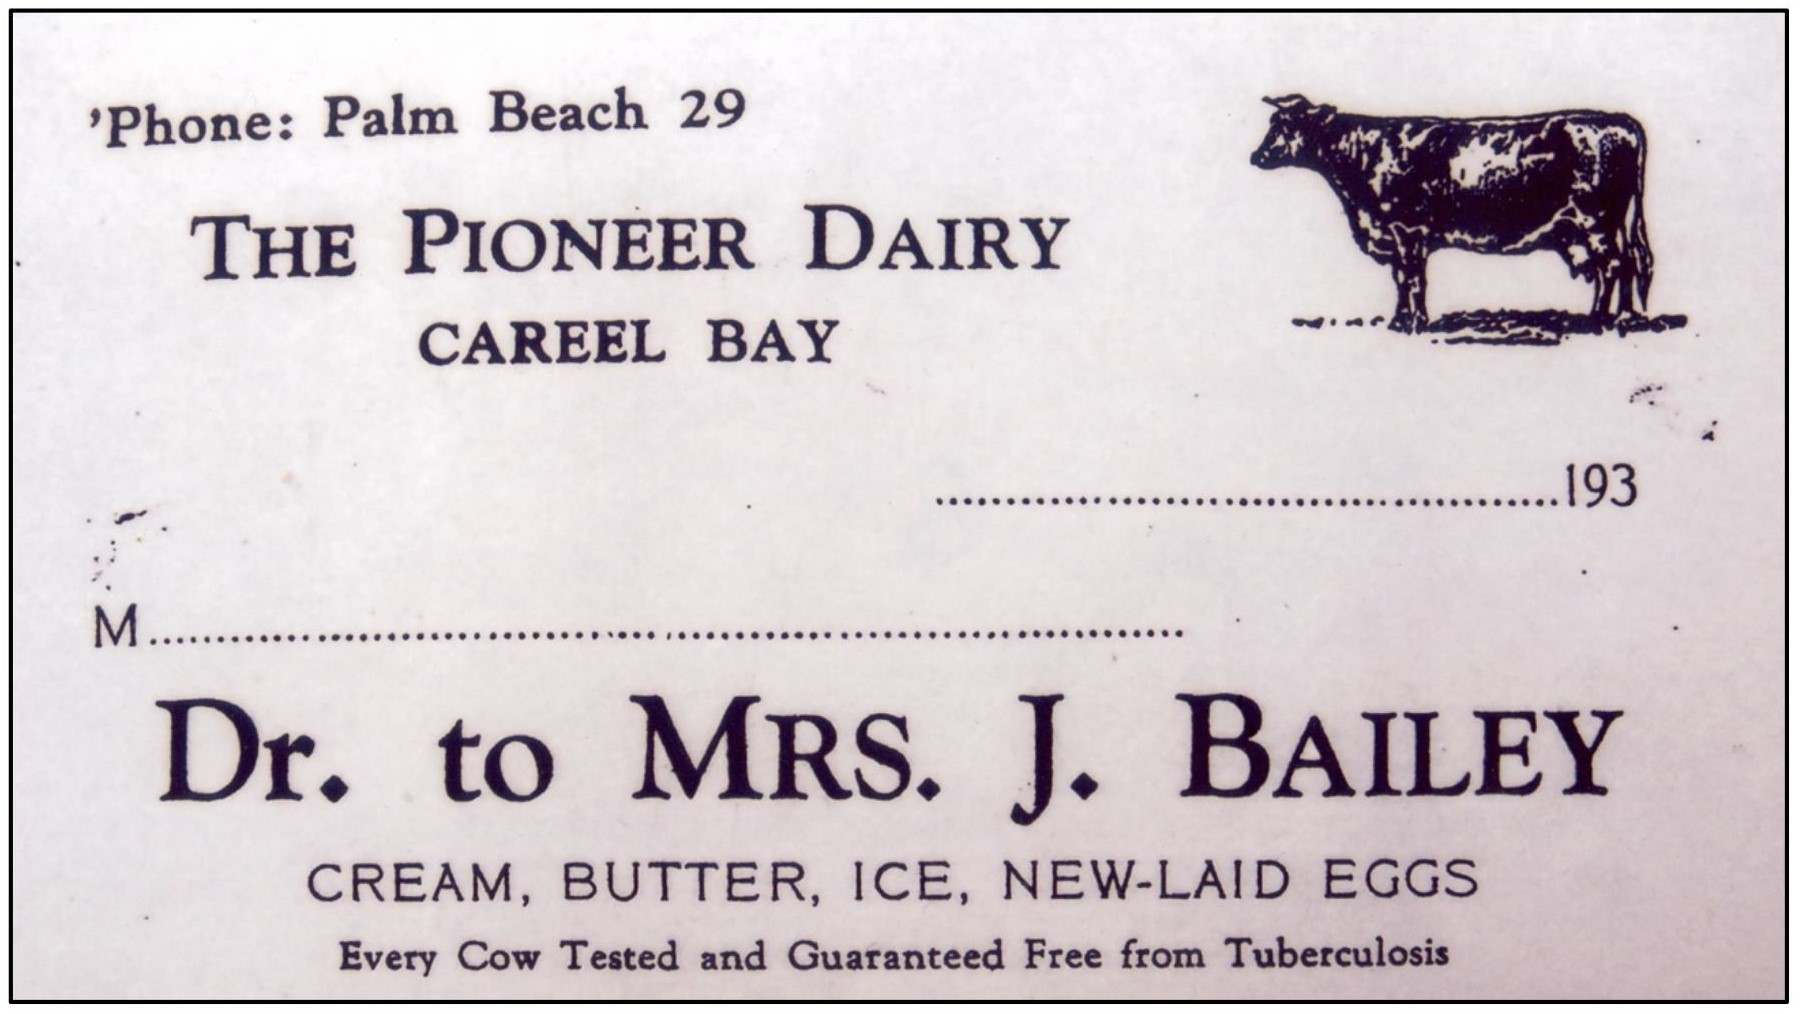 'Phone: Palm Beach 29
THE PIONEER DAIRY
CAREEL BAY
..............................193
M..................................................
Dr. to MRS. J. BAILEY
CREAM, BUTTER, ICE, NEW-LAID EGGS
Every Cow Tested and Guaranteed Free from Tuberculosis